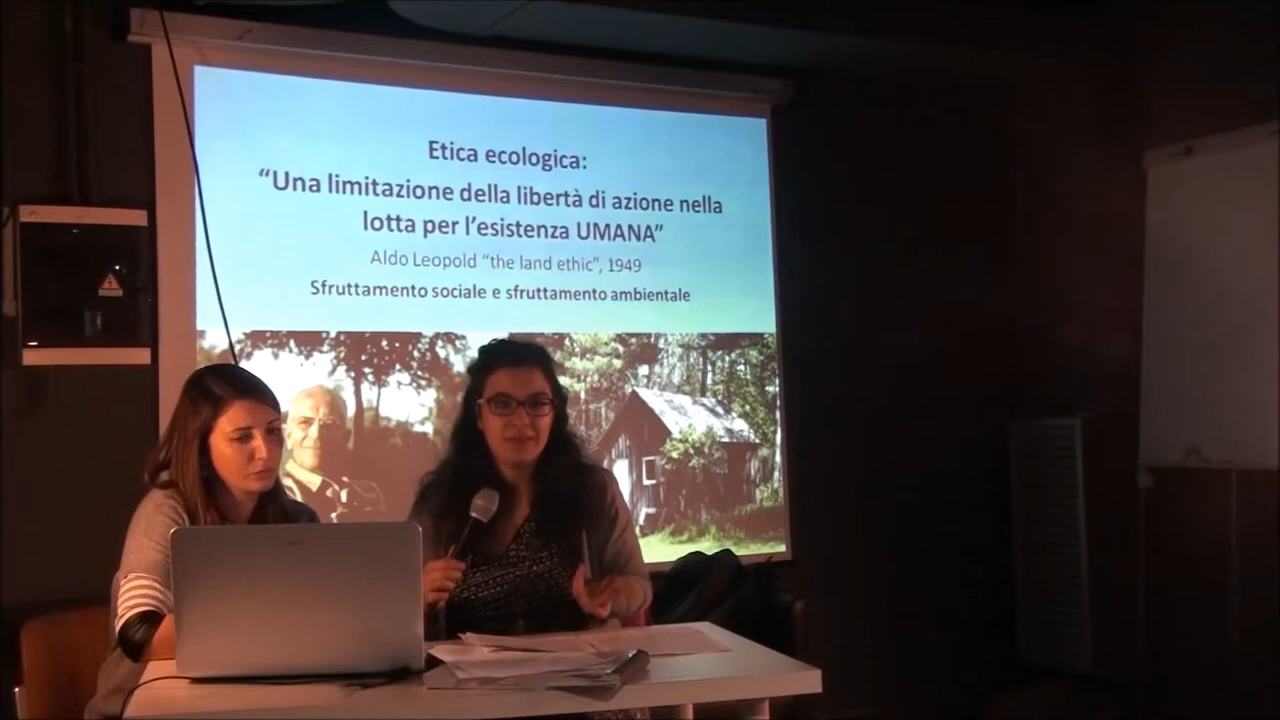 Etica ecologica:
“Una limitazione della libertà di azione nella
lotta per l’esistenza UMANA”
Aldo Leopold “the land ethic”, 1949
Sfruttamento sociale e sfruttamento ambientale